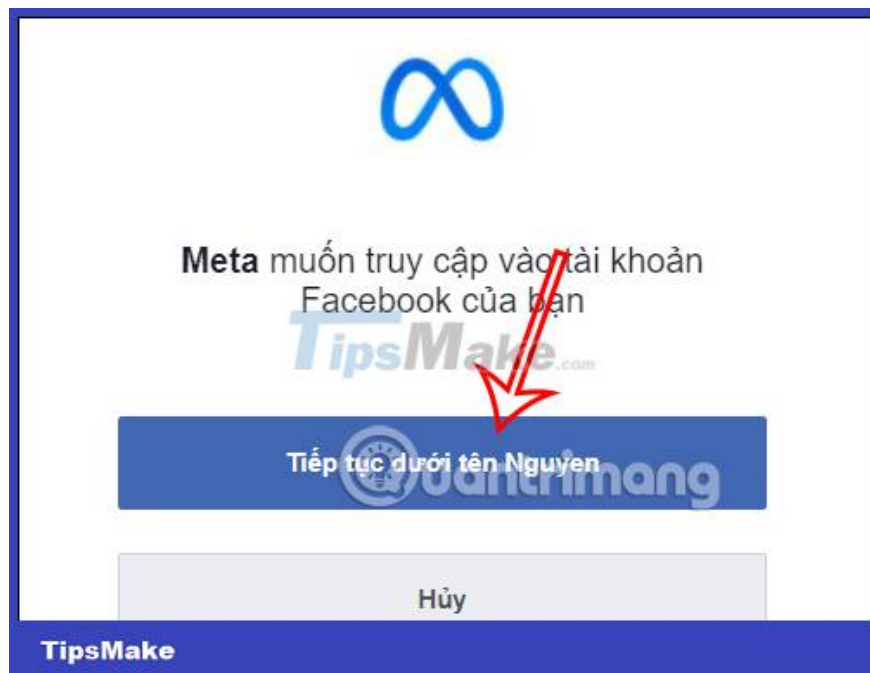 Meta muốn truy cập vào tài khoản
Facebook của bạn
TipsMake.com
Tiếp tục dưới tên Nguyen
Quantrimang
Hủy
TipsMake